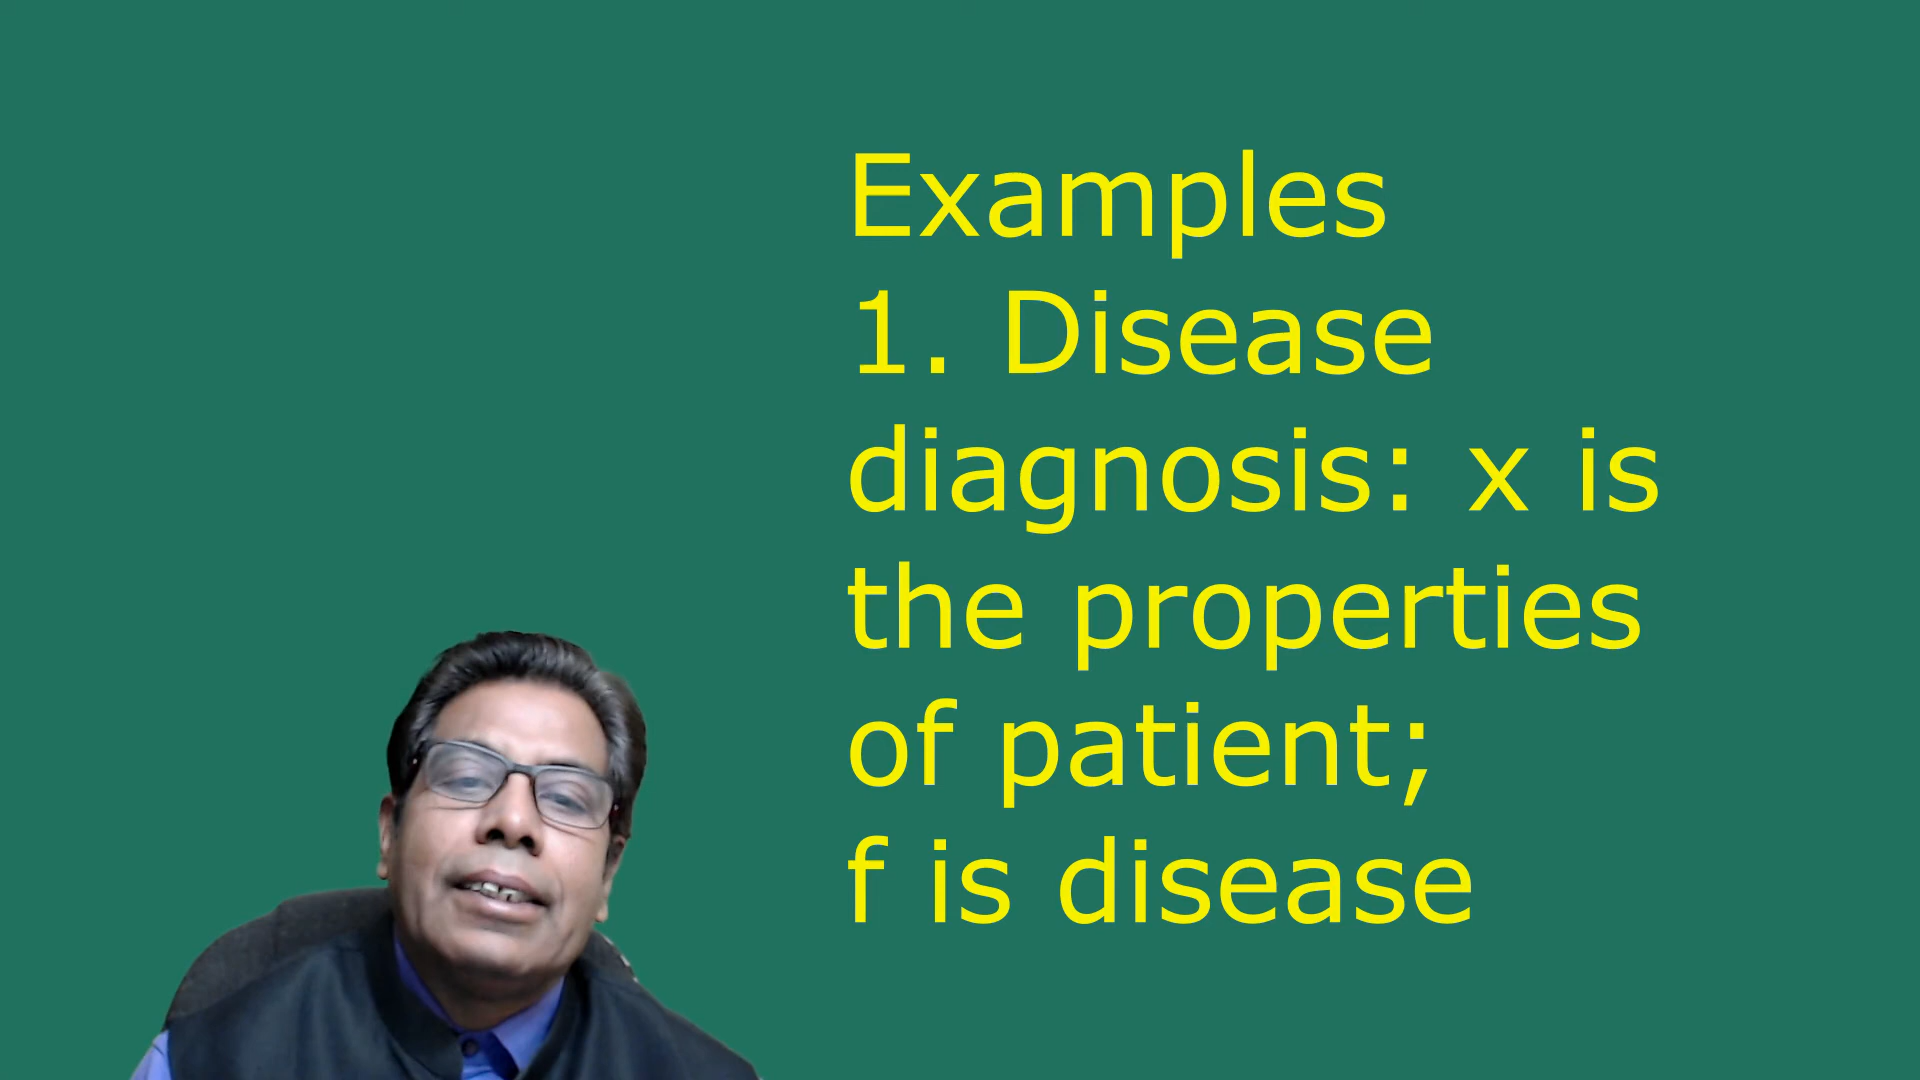 Examples
1. Disease
diagnosis: x is
the properties
of patient;
f is disease